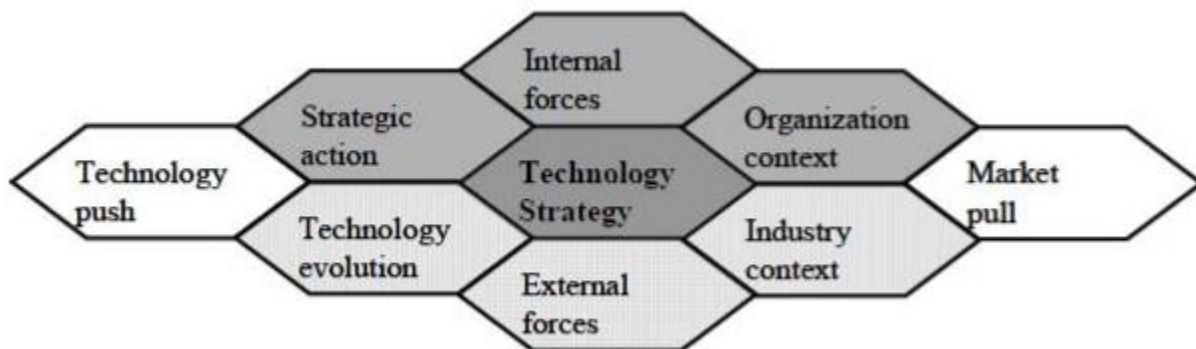 Internal
forces
Strategic
action
Organization
context
Technology
push
Technology
Strategy
Market
pull
Technology
evolution
Industry
context
External
forces